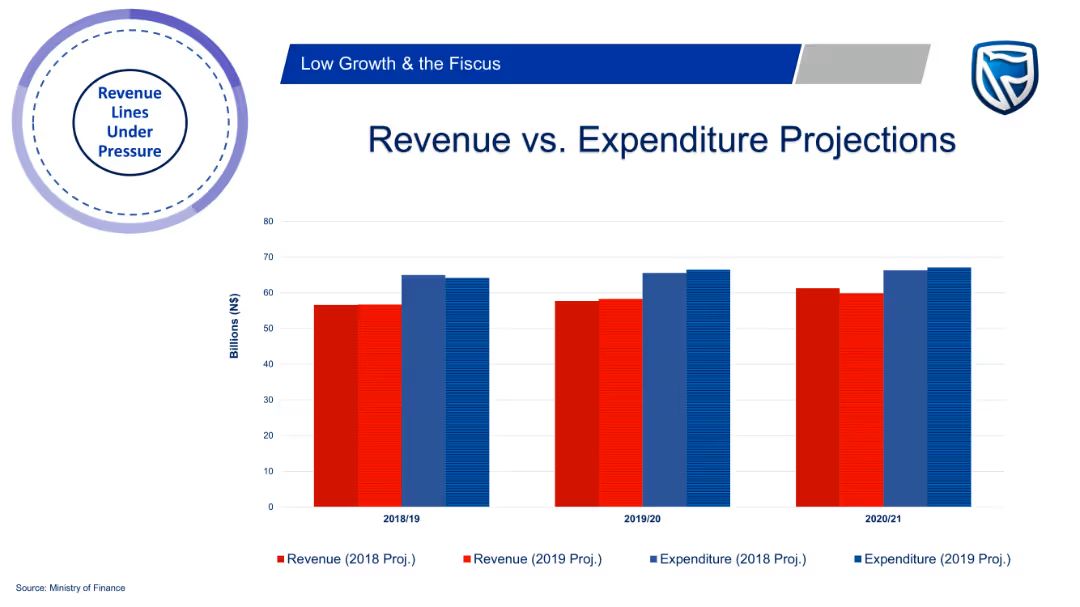 Revenue
Lines
Under
Pressure
Low Growth & the Fiscus
Revenue vs. Expenditure Projections
80
70
60
50
40
30
20
10
0
Billions (N$)
2018/19
2019/20
2020/21
Revenue (2018 Proj.)
Revenue (2019 Proj.)
Expenditure (2018 Proj.)
Expenditure (2019 Proj.)
Source: Ministry of Finance